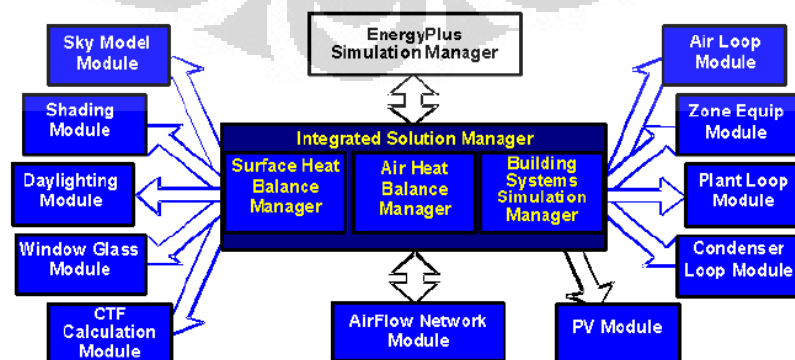 EnergyPlus
Simulation Manager
Sky Model
Module
Air Loop
Module
Shading
Module
Zone Equip
Module
Integrated Solution Manager
Surface Heat
Balance
Manager
Air Heat
Balance
Manager
Building
Systems
Simulation
Manager
Daylighting
Module
Plant Loop
Module
Window Glass
Module
Condenser
Loop Module
CTF
Calculation
Module
AirFlow Network
Module
PV Module